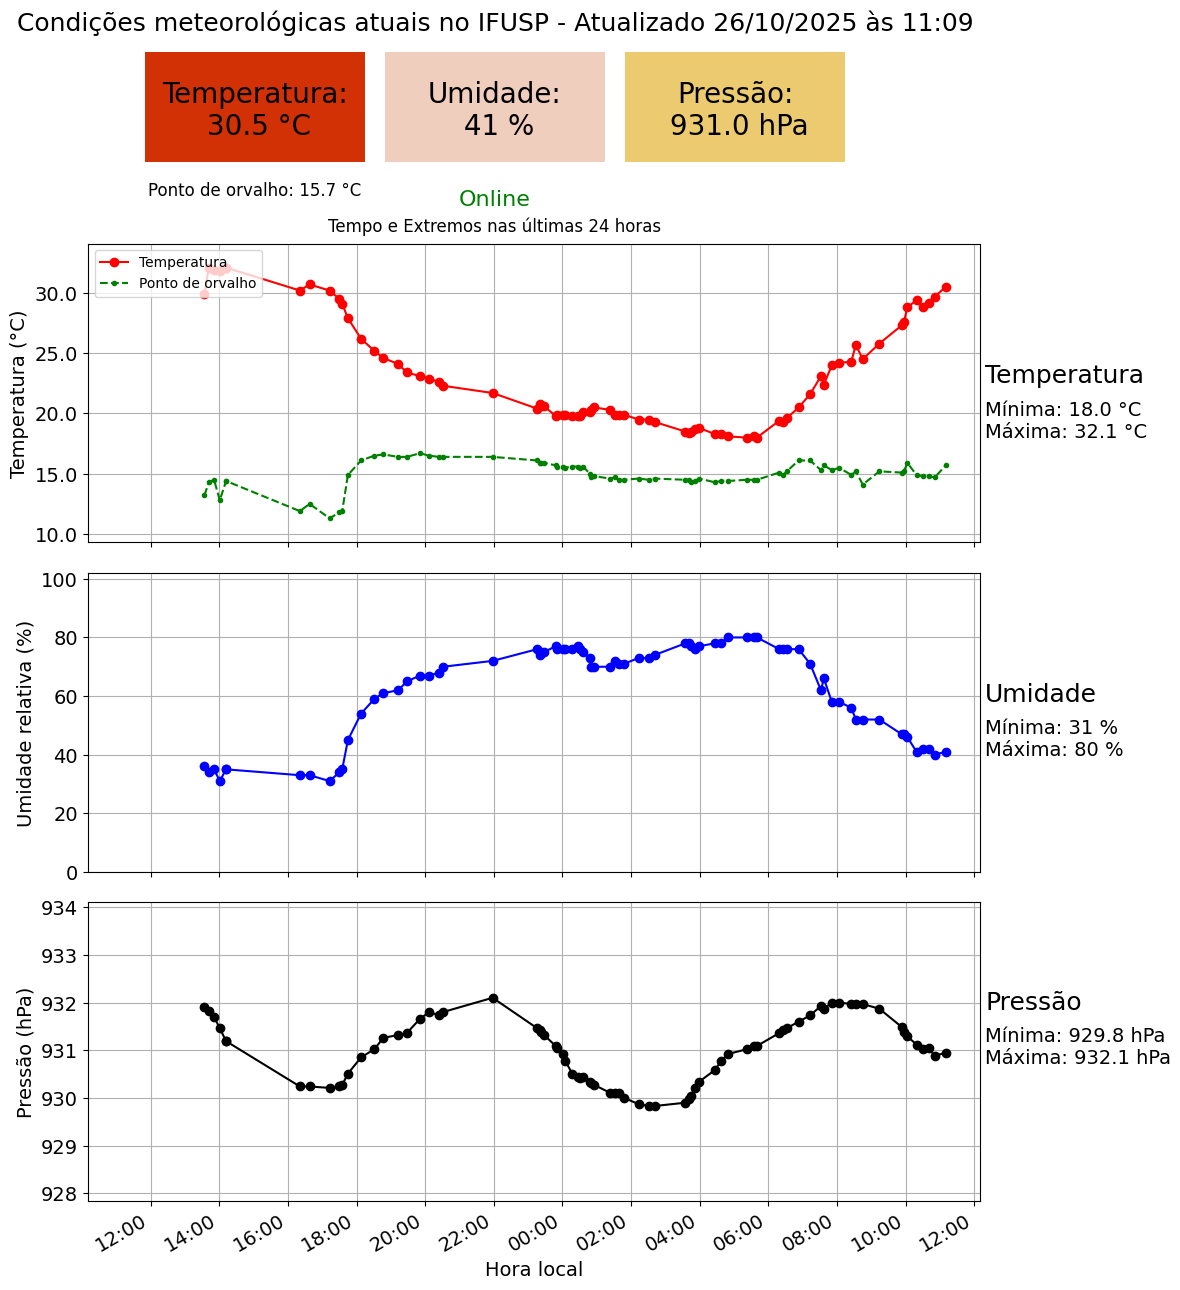 Condições meteorológicas atuais no IFUSP - Atualizado 26/10/2025 às 11:09
Temperatura:
30.5 °C
Umidade:
41 %
Pressão:
931.0 hPa
Ponto de orvalho: 15.7 °C
Online
Tempo e Extremos nas últimas 24 horas
Temperatura
Ponto de orvalho
Temperatura (°C)
30.0
25.0
20.0
15.0
10.0
Temperatura
Mínima: 18.0 °C
Máxima: 32.1 °C
Umidade relativa (%)
100
80
60
40
20
0
Umidade
Mínima: 31 %
Máxima: 80 %
Pressão (hPa)
934
933
932
931
930
929
928
Pressão
Mínima: 929.8 hPa
Máxima: 932.1 hPa
12:00 14:00 16:00 18:00 20:00 22:00 00:00 02:00 04:00 06:00 08:00 10:00 12:00
Hora local